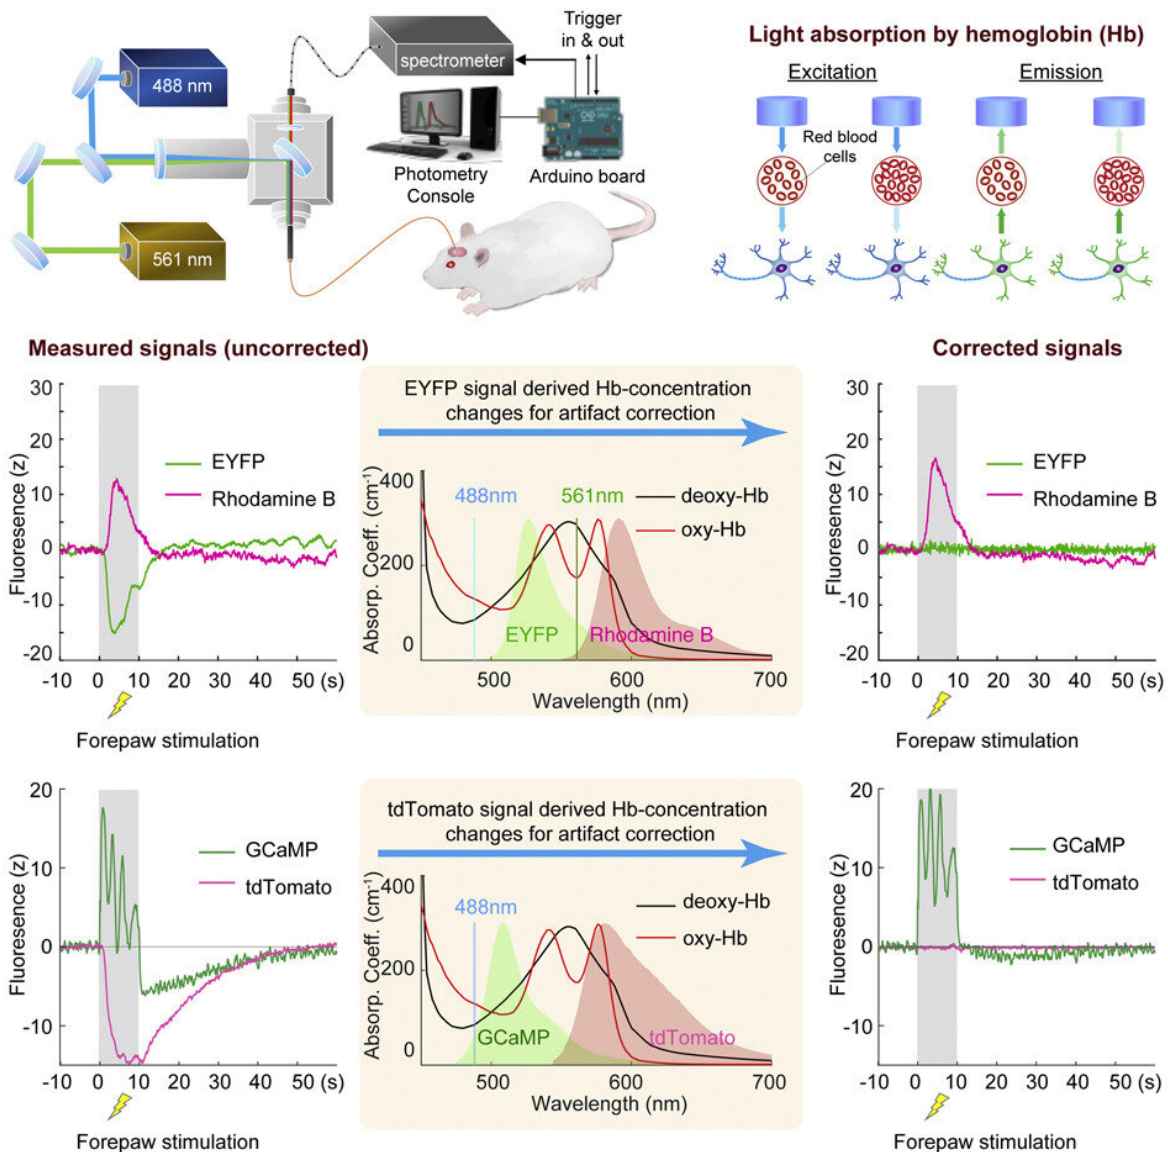 Trigger
in & out
spectrometer
488 nm
561 nm
Photometry
Console
Arduino board
Light absorption by hemoglobin (Hb)
Excitation
Emission
Red blood
cells
Measured signals (uncorrected)
Corrected signals
Fluoresence (z)
30
20
10
0
-10
-20
EYFP
Rhodamine B
-10 0 10 20 30 40 50 (s)
Forepaw stimulation
EYFP signal derived Hb-concentration
changes for artifact correction
Absorp. Coeff. (cm-1)
400
200
0
488nm
561nm
deoxy-Hb
oxy-Hb
EYFP
Rhodamine B
500 600 700
Wavelength (nm)
Fluoresence (z)
30
20
10
0
-10
-20
EYFP
Rhodamine B
-10 0 10 20 30 40 50 (s)
Forepaw stimulation
Fluoresence (z)
20
10
0
-10
GCaMP
tdTomato
-10 0 10 20 30 40 50 (s)
Forepaw stimulation
tdTomato signal derived Hb-concentration
changes for artifact correction
Absorp. Coeff. (cm-1)
400
200
0
488nm
deoxy-Hb
oxy-Hb
GCaMP
tdTomato
500 600 700
Wavelength (nm)
Fluoresence (z)
20
10
0
-10
GCaMP
tdTomato
-10 0 10 20 30 40 50 (s)
Forepaw stimulation